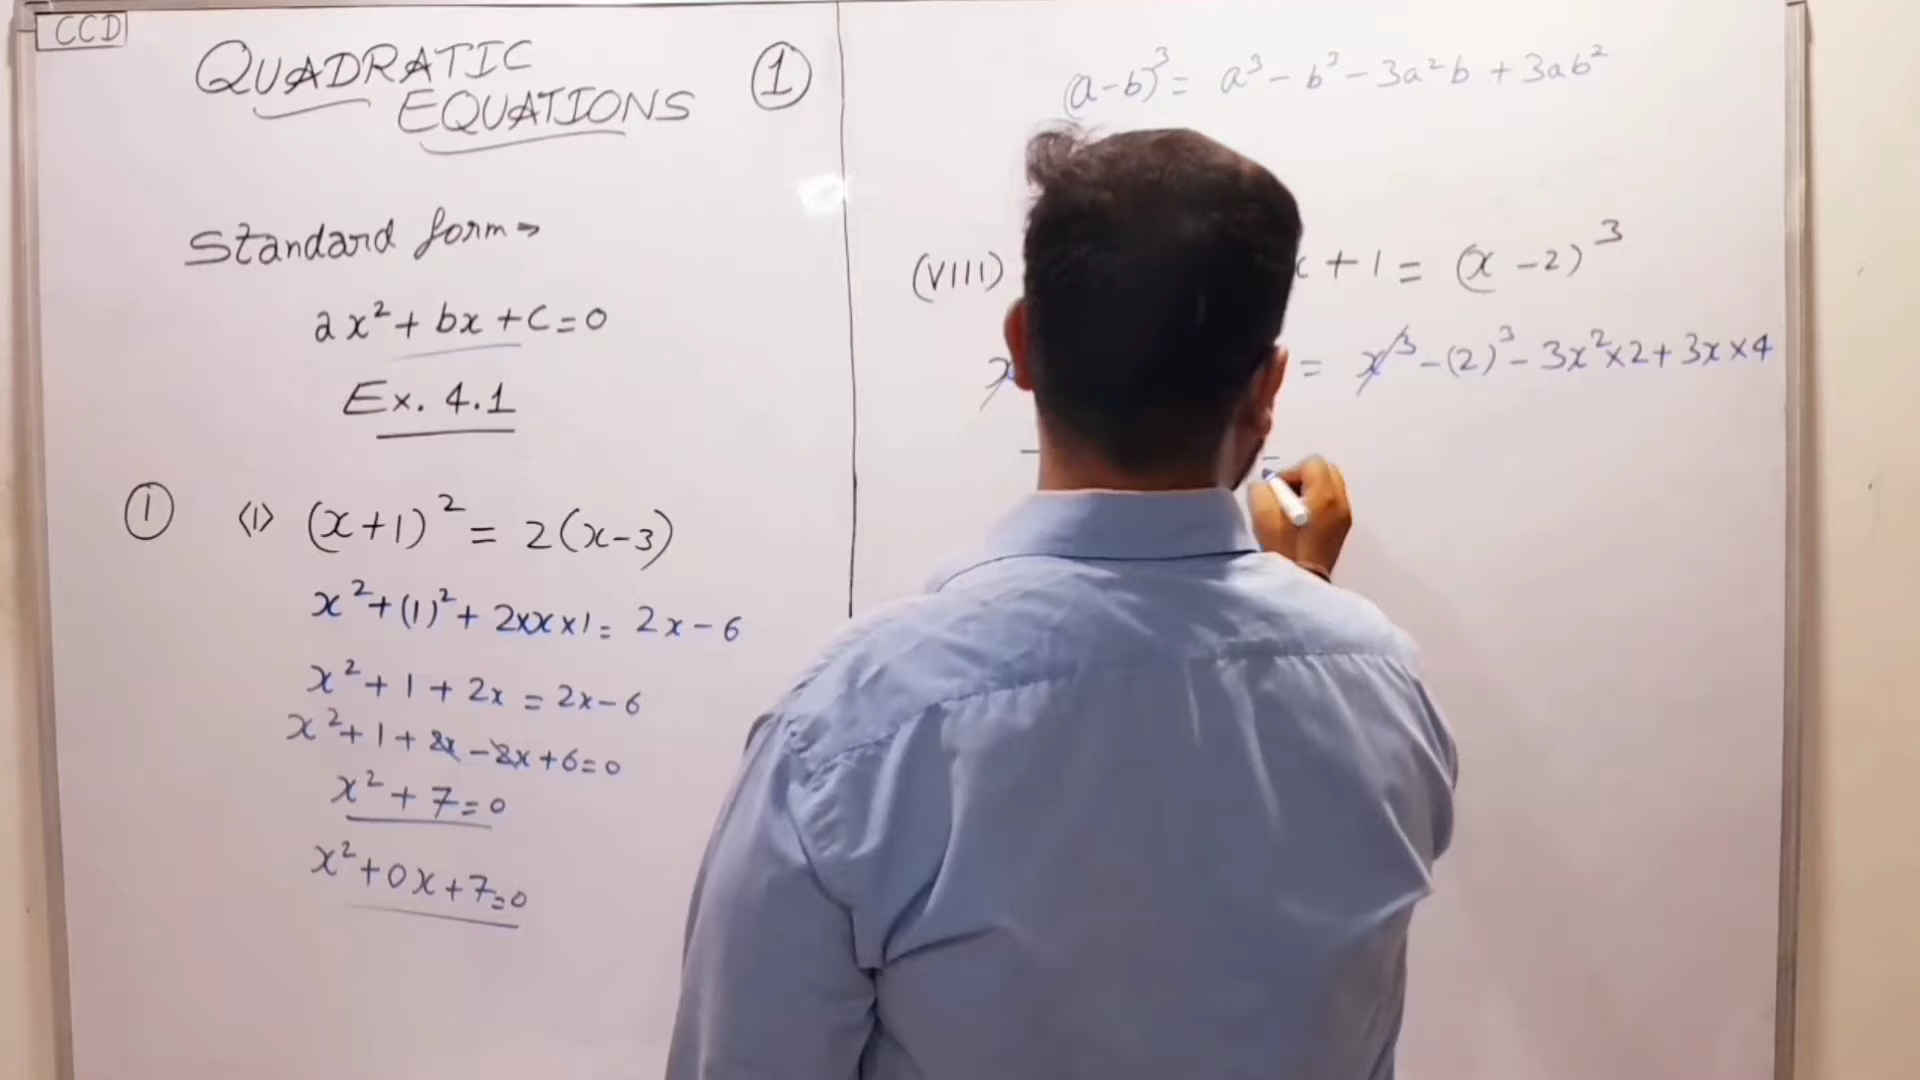 CCD
QUADRATIC
EQUATIONS
1
Standard form →
ax² + bx + c = 0
Ex. 4.1
1 (1) (x+1)² = 2(x-3)
x² + (1)² + 2×x×1 = 2x - 6
x² + 1 + 2x = 2x - 6
x² + 1 + 2x - 2x + 6 = 0
x² + 7 = 0
x² + 0x + 7 = 0
(a-b)³ = a³ - b³ - 3a²b + 3ab²
(VIII) x + 1 = (x - 2)³
x = x³ - (2)³ - 3x² × 2 + 3x × 4
- =